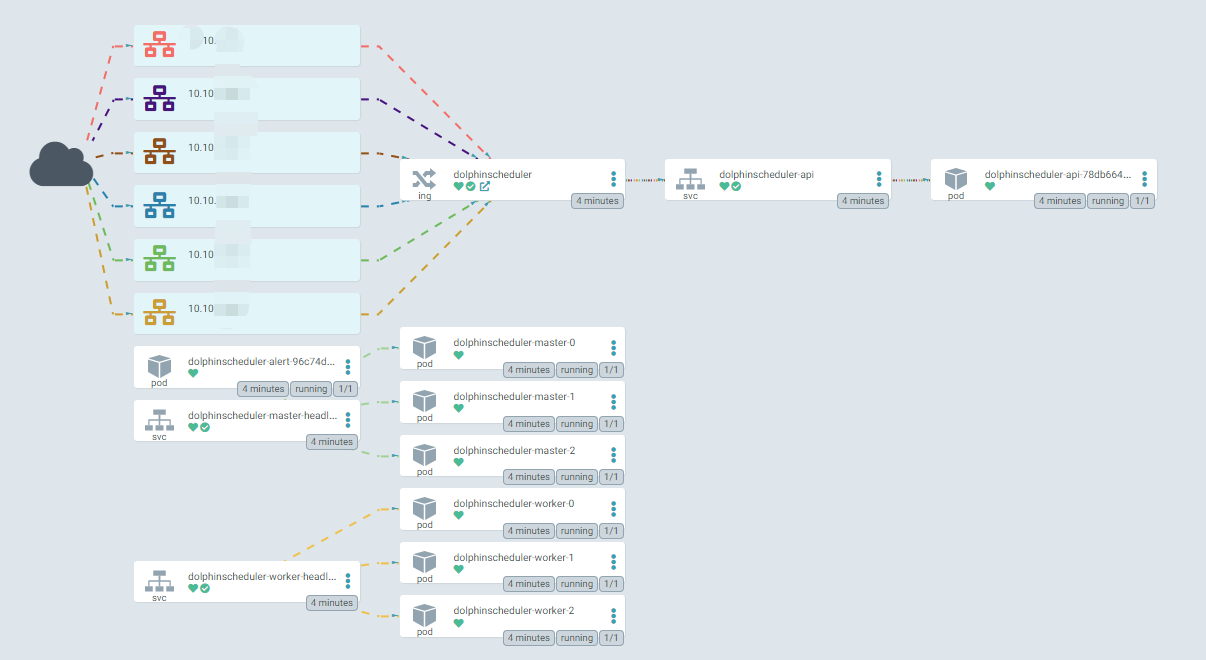 10.
10.10
10.10
10.10.
10.10
10.10
dolphinscheduler
ing
4 minutes
dolphinscheduler-api
svc
4 minutes
dolphinscheduler-api-78db664...
pod
4 minutes running 1/1
dolphinscheduler-alert-96c74d...
pod
4 minutes running 1/1
dolphinscheduler-master-headl...
svc
4 minutes
dolphinscheduler-master-0
pod
4 minutes running 1/1
dolphinscheduler-master-1
pod
4 minutes running 1/1
dolphinscheduler-master-2
pod
4 minutes running 1/1
dolphinscheduler-worker-0
pod
4 minutes running 1/1
dolphinscheduler-worker-headl...
svc
4 minutes
dolphinscheduler-worker-1
pod
4 minutes running 1/1
dolphinscheduler-worker-2
pod
4 minutes running 1/1